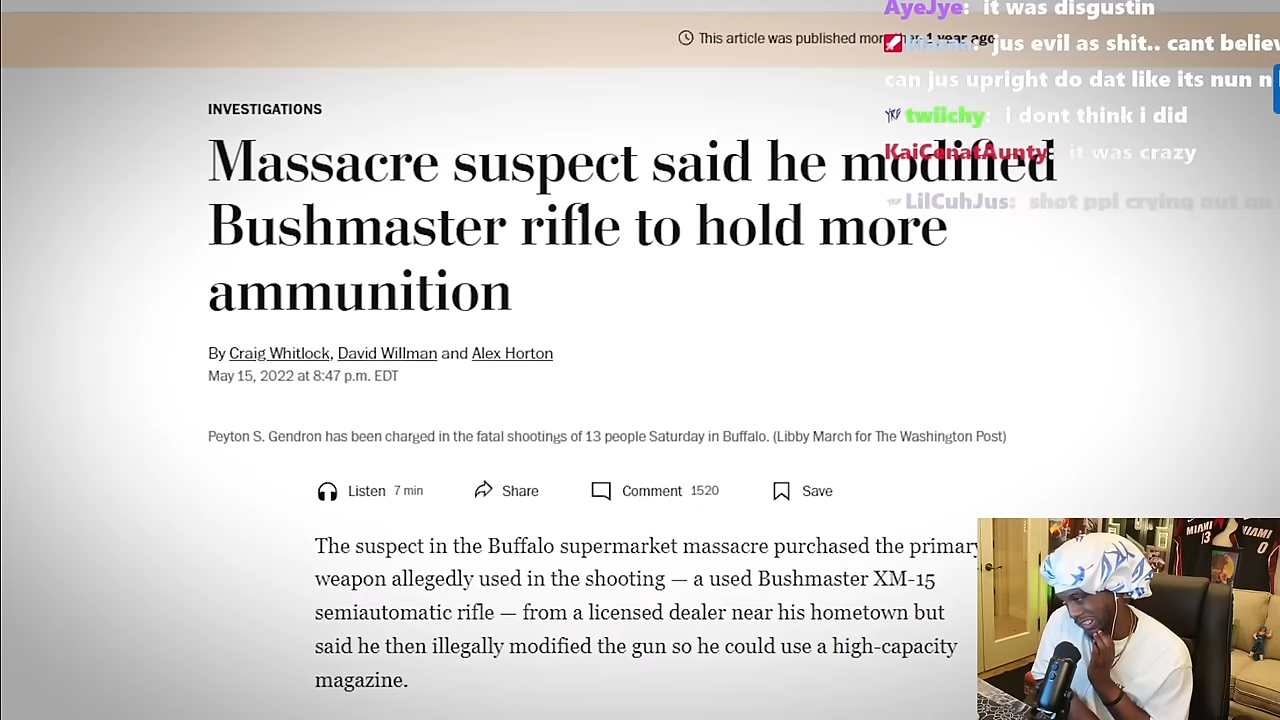 AyeJye: it was disgustin
This article was published more than 1 year ago
jus evil as shit.. cant believ
can jus upright do dat like its nun n
INVESTIGATIONS
twiichy: i dont think i did
Massacre suspect said he modified
KaiCenatAunty: it was crazy
LilCuhJus: shot ppl crying out on
Bushmaster rifle to hold more
ammunition
By Craig Whitlock, David Willman and Alex Horton
May 15, 2022 at 8:47 p.m. EDT
Peyton S. Gendron has been charged in the fatal shootings of 13 people Saturday in Buffalo. (Libby March for The Washington Post)
Listen 7 min Share Comment 1520 Save
The suspect in the Buffalo supermarket massacre purchased the primary
weapon allegedly used in the shooting — a used Bushmaster XM-15
semiautomatic rifle — from a licensed dealer near his hometown but
said he then illegally modified the gun so he could use a high-capacity
magazine.
MIAMI
13
MIAMI
0